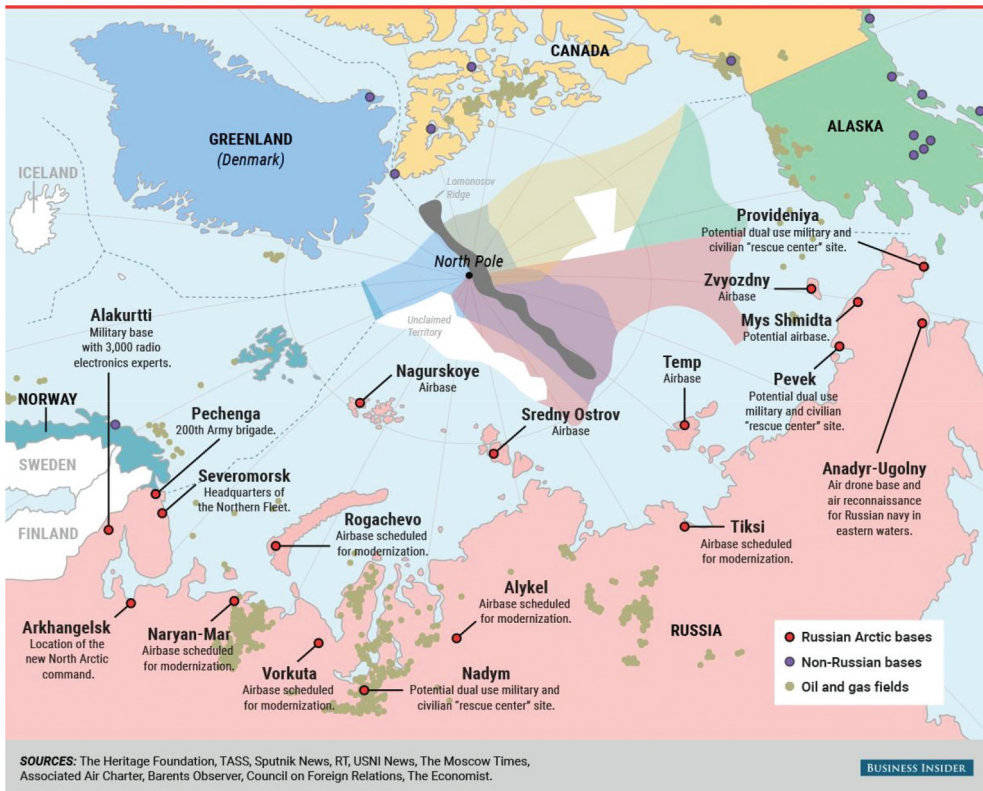 CANADA
GREENLAND
(Denmark)
ALASKA
ICELAND
Lomonosov
Ridge
North Pole
Unclaimed
Territory
Provideniya
Potential dual use military and
civilian "rescue center" site.
Zvyozdny
Airbase
Mys Shmidta
Potential airbase.
Alakurtti
Military base
with 3,000 radio
electronics experts.
Nagurskoye
Airbase
Temp
Airbase
Pevek
Potential dual use
military and civilian
"rescue center" site.
NORWAY
Pechenga
200th Army brigade.
Sredny Ostrov
Airbase
SWEDEN
Severomorsk
Headquarters of
the Northern Fleet.
Anadyr-Ugolny
Air drone base and
air reconnaissance
for Russian navy in
eastern waters.
FINLAND
Rogachevo
Airbase scheduled
for modernization.
Tiksi
Airbase scheduled
for modernization.
Alykel
Airbase scheduled
for modernization.
Arkhangelsk
Location of the
new North Arctic
command.
Naryan-Mar
Airbase scheduled
for modernization.
RUSSIA
Vorkuta
Airbase scheduled
for modernization.
Nadym
Potential dual use military and
civilian "rescue center" site.
Russian Arctic bases
Non-Russian bases
Oil and gas fields
SOURCES: The Heritage Foundation, TASS, Sputnik News, RT, USNI News, The Moscow Times,
Associated Air Charter, Barents Observer, Council on Foreign Relations, The Economist.
BUSINESS INSIDER